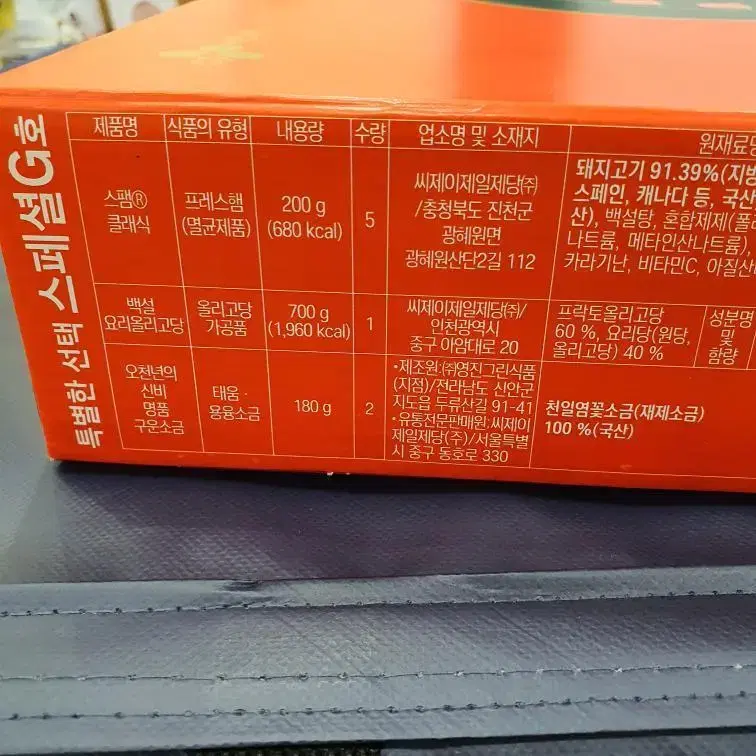 특별한 선택 스페셜G호
제품명 식품의 유형 내용량 수량 업소명 및 소재지
스팸®
클래식
프레스햄
(멸균제품)
200 g
(680 kcal)
5
씨제이제일제당㈜
/충청북도 진천군
광혜원면
광혜원산단2길 112
돼지고기 91.39%(지방
스페인, 캐나다 등, 국산
산), 백설탕, 혼합제제(폴리
나트륨, 메타인산나트륨),
카라기난, 비타민C, 아질산
백설
요리올리고당
올리고당
가공품
700 g
(1,960 kcal)
1
씨제이제일제당㈜/
인천광역시
중구 아암대로 20
프락토올리고당
60 %, 요리당(원당,
올리고당) 40 %
성분명
및
함량
오천년의
신비
명품
구운소금
태움·
용융소금
180 g
2
•제조원:㈜영진그린식품
(지점)/전라남도 신안군
지도읍 두류산길 91-41
•유통전문판매원:씨제이
제일제당(주)/서울특별
시 중구 동호로 330
천일염꽃소금(재제소금)
100 %(국산)